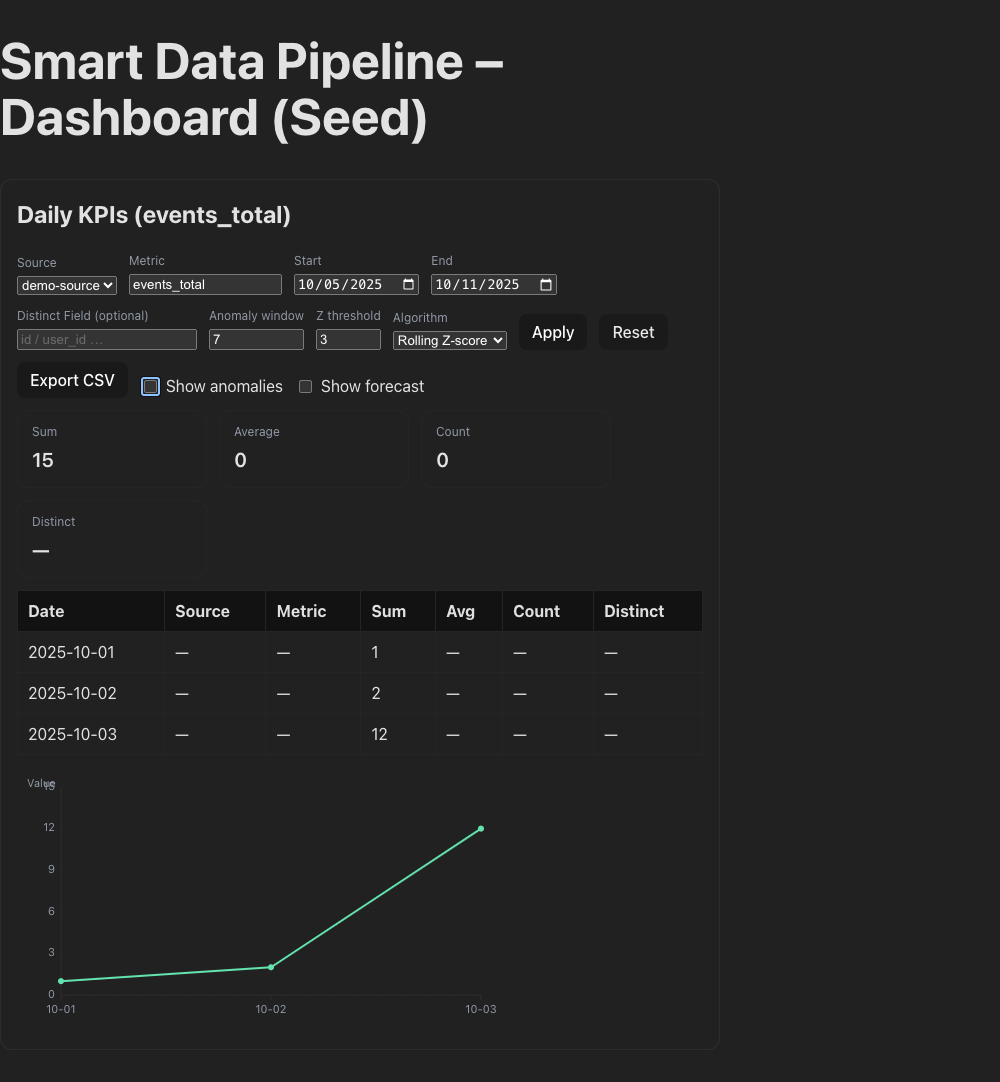 Smart Data Pipeline –
Dashboard (Seed)
Daily KPIs (events_total)
Source Metric Start End
demo-source events_total 10/05/2025 10/11/2025
Distinct Field (optional) Anomaly window Z threshold Algorithm
id / user_id … 7 3 Rolling Z-score Apply Reset
Export CSV Show anomalies Show forecast
Sum Average Count
15 0 0
Distinct
—
Date Source Metric Sum Avg Count Distinct
2025-10-01 — — 1 — — —
2025-10-02 — — 2 — — —
2025-10-03 — — 12 — — —
Value
15
12
9
6
3
0
10-01 10-02 10-03